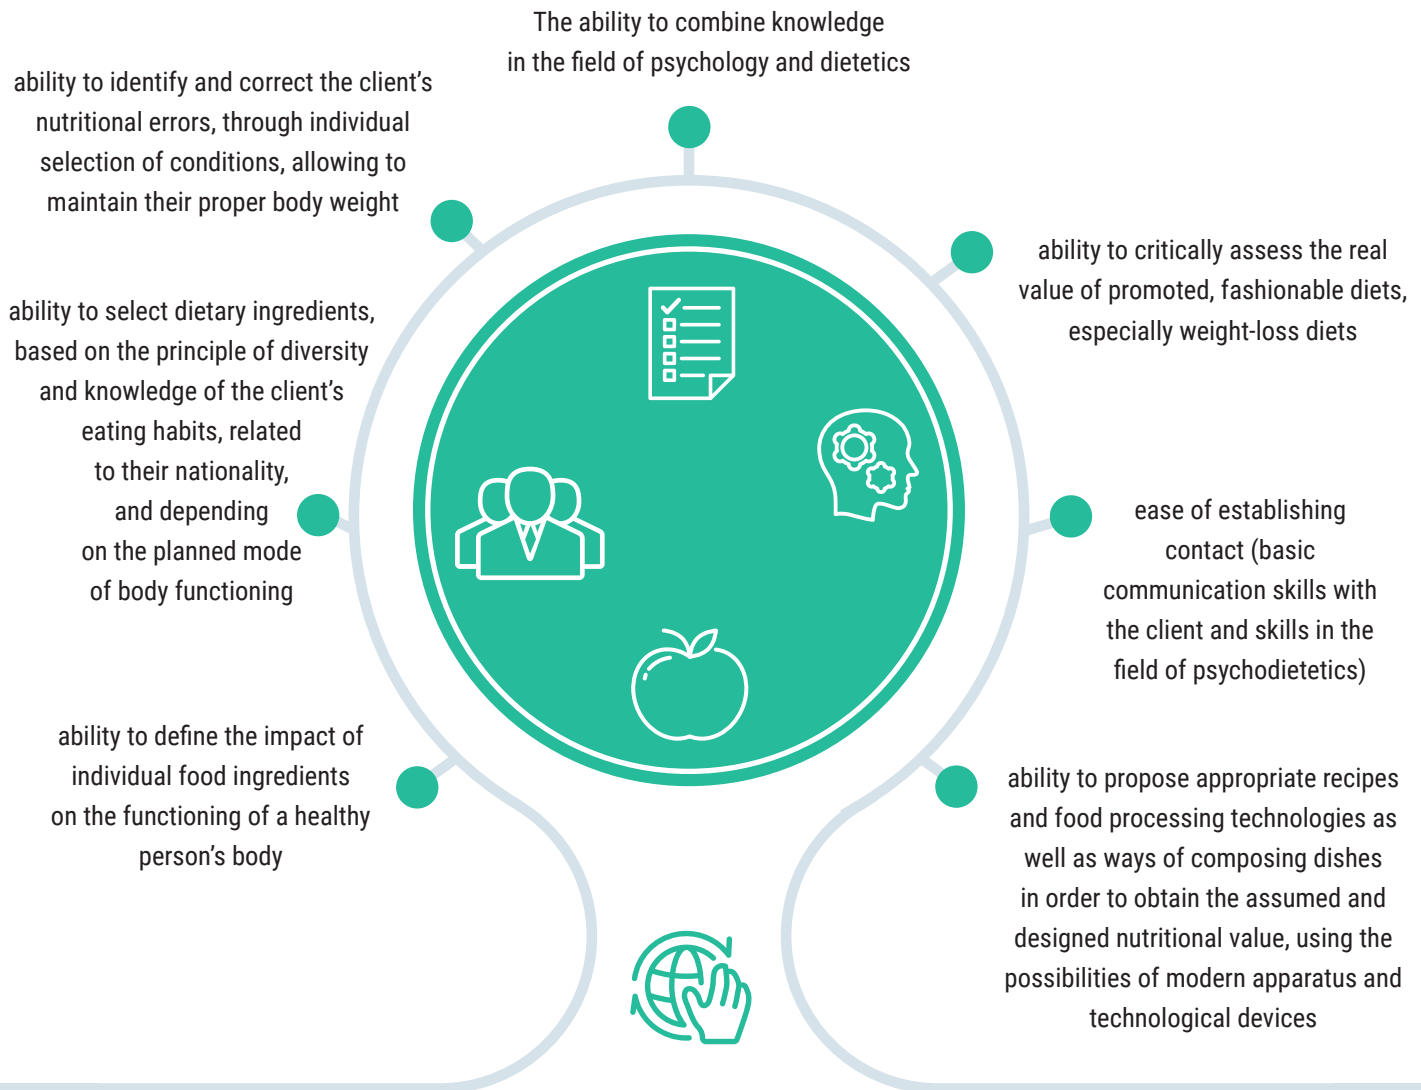 The ability to combine knowledge
in the field of psychology and dietetics
ability to identify and correct the client's
nutritional errors, through individual
selection of conditions, allowing to
maintain their proper body weight
ability to select dietary ingredients,
based on the principle of diversity
and knowledge of the client's
eating habits, related
to their nationality,
and depending
on the planned mode
of body functioning
ability to define the impact of
individual food ingredients
on the functioning of a healthy
person's body
ability to critically assess the real
value of promoted, fashionable diets,
especially weight-loss diets
ease of establishing
contact (basic
communication skills with
the client and skills in the
field of psychodietetics)
ability to propose appropriate recipes
and food processing technologies as
well as ways of composing dishes
in order to obtain the assumed and
designed nutritional value, using the
possibilities of modern apparatus and
technological devices